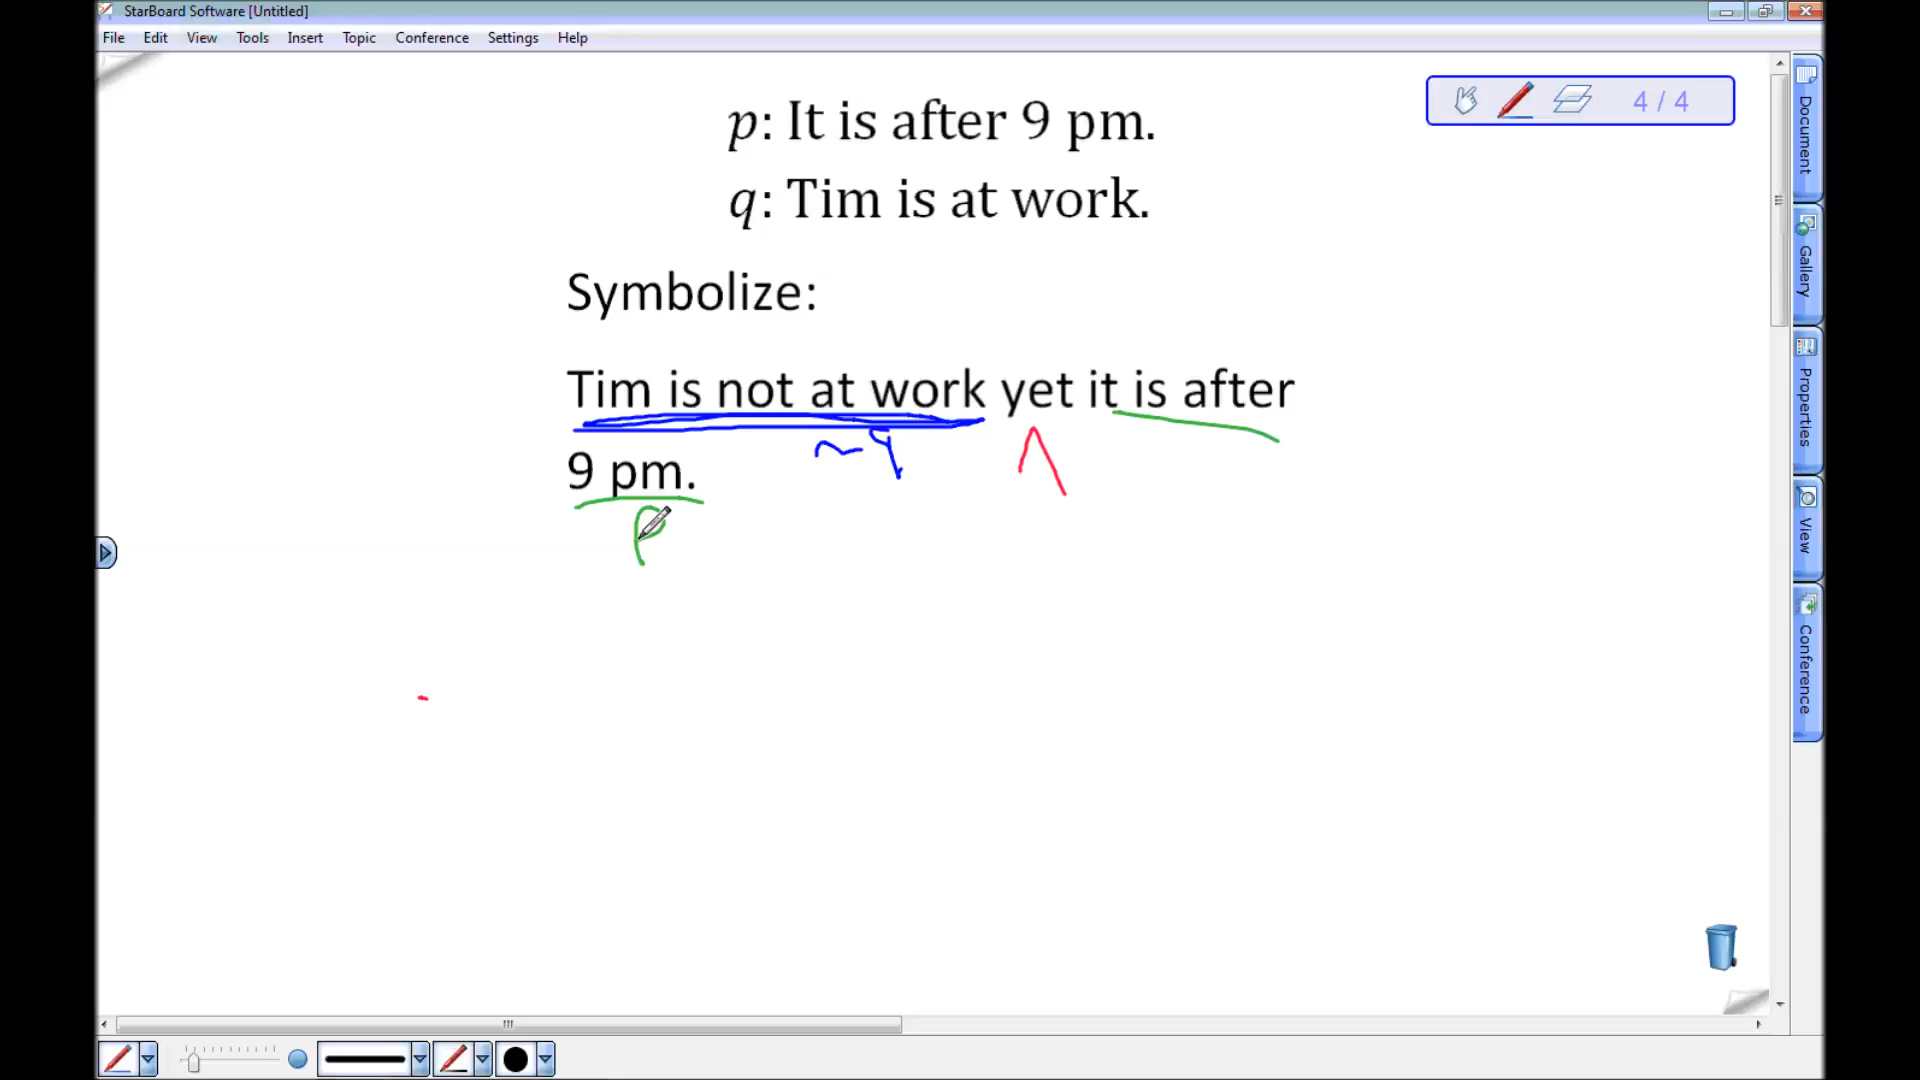 StarBoard Software [Untitled]
File Edit View Tools Insert Topic Conference Settings Help
4 / 4
p: It is after 9 pm.
q: Tim is at work.
Symbolize:
Tim is not at work yet it is after
~q ∧
9 pm.
p
Document
Gallery
Properties
View
Conference